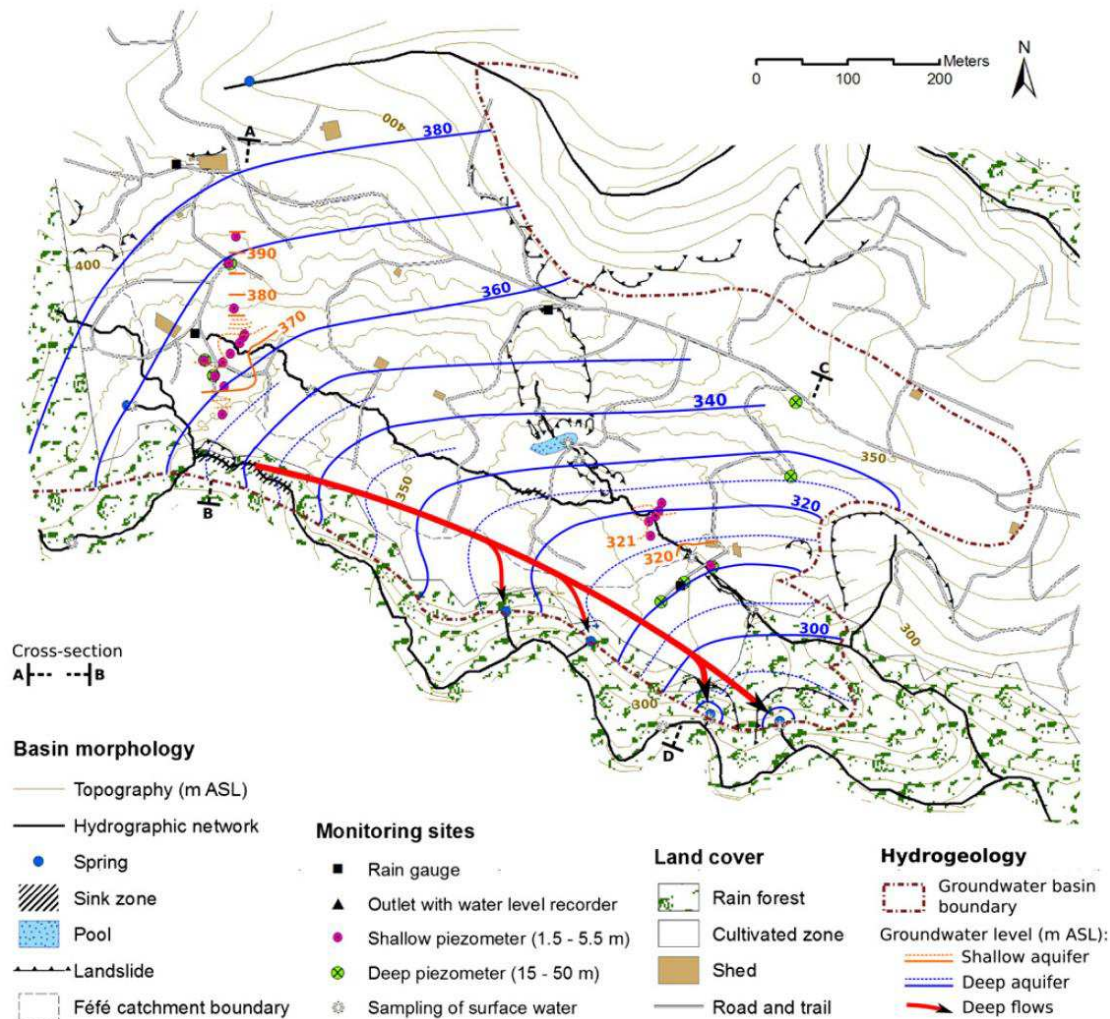 N
Meters
0 100 200
400
380
A
390
400
380
360
370
C
340
350
350
320
B
321
320
300
300
300
D
Cross-section
A B
Basin morphology
Topography (m ASL)
Hydrographic network
Spring
Sink zone
Pool
Landslide
Féfé catchment boundary
Monitoring sites
Rain gauge
Outlet with water level recorder
Shallow piezometer (1.5 - 5.5 m)
Deep piezometer (15 - 50 m)
Sampling of surface water
Land cover
Rain forest
Cultivated zone
Shed
Road and trail
Hydrogeology
Groundwater basin
boundary
Groundwater level (m ASL):
Shallow aquifer
Deep aquifer
Deep flows